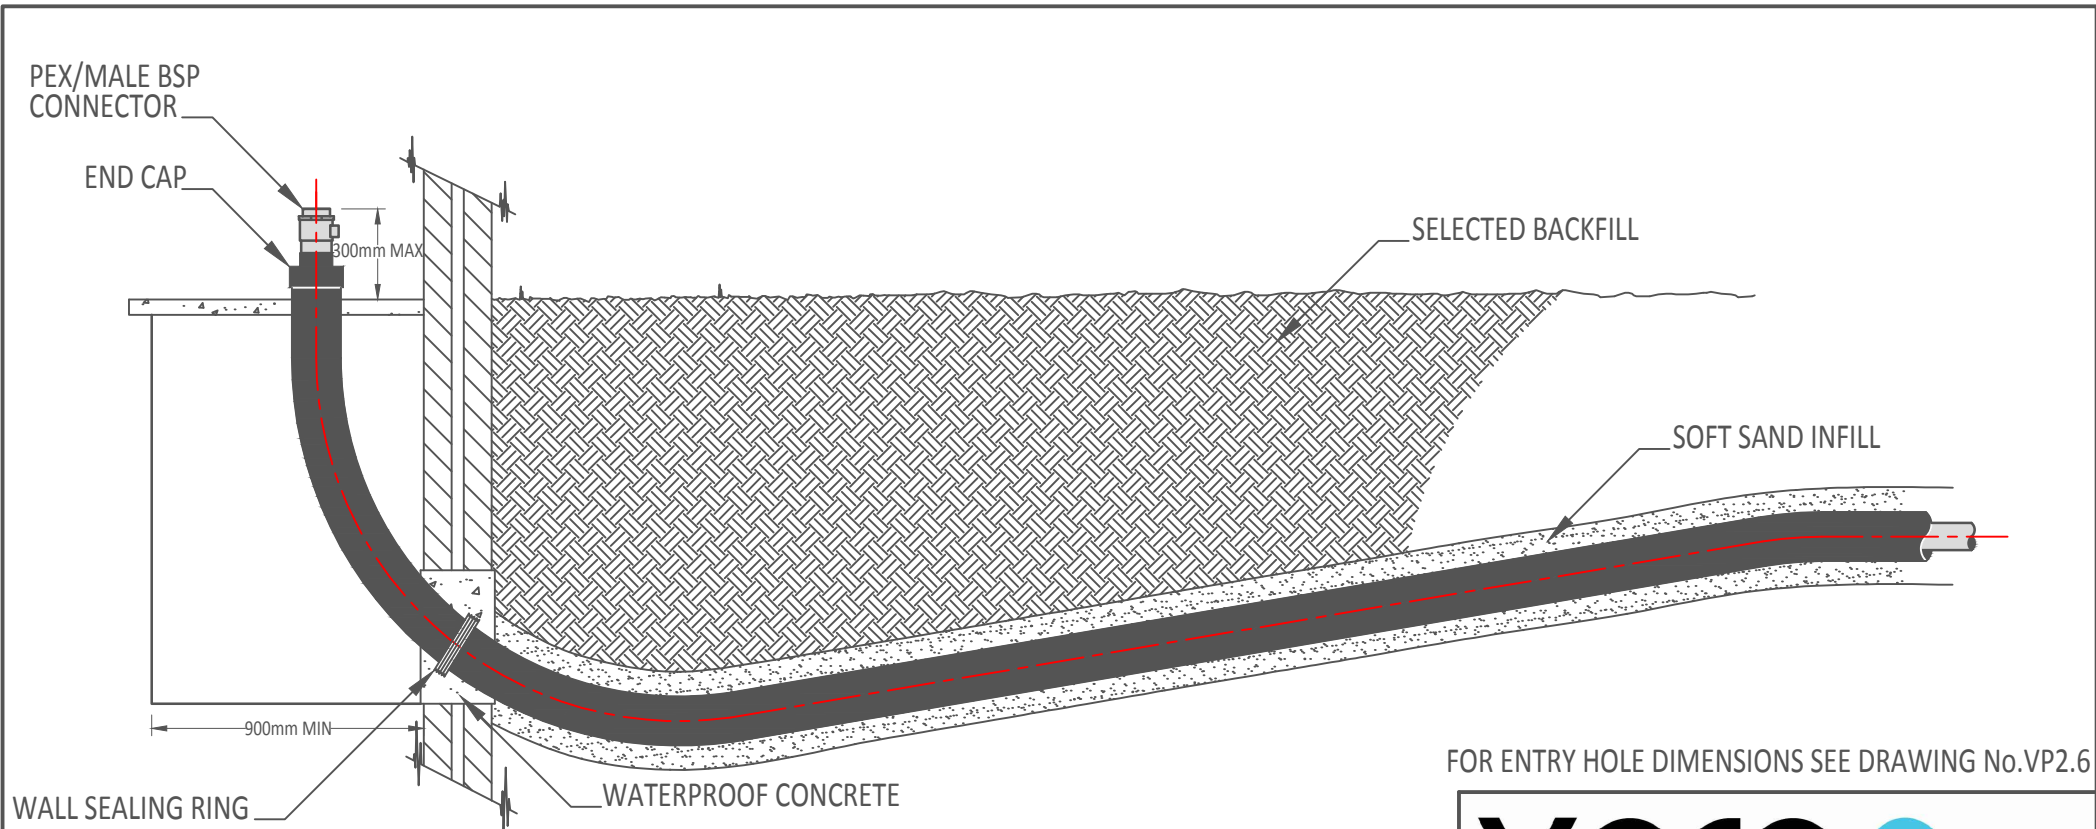 PEX/MALE BSP
CONNECTOR
END CAP
300mm MAX
SELECTED BACKFILL
SOFT SAND INFILL
900mm MIN
WALL SEALING RING
WATERPROOF CONCRETE
FOR ENTRY HOLE DIMENSIONS SEE DRAWING No.VP2.6